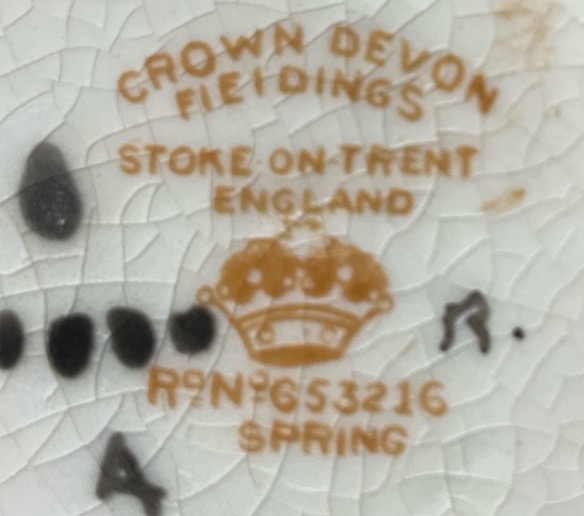 CROWN DEVON
FIELDINGS
STOKE-ON-TRENT
ENGLAND
R.
Rᴰ Nº 653216
SPRING
A